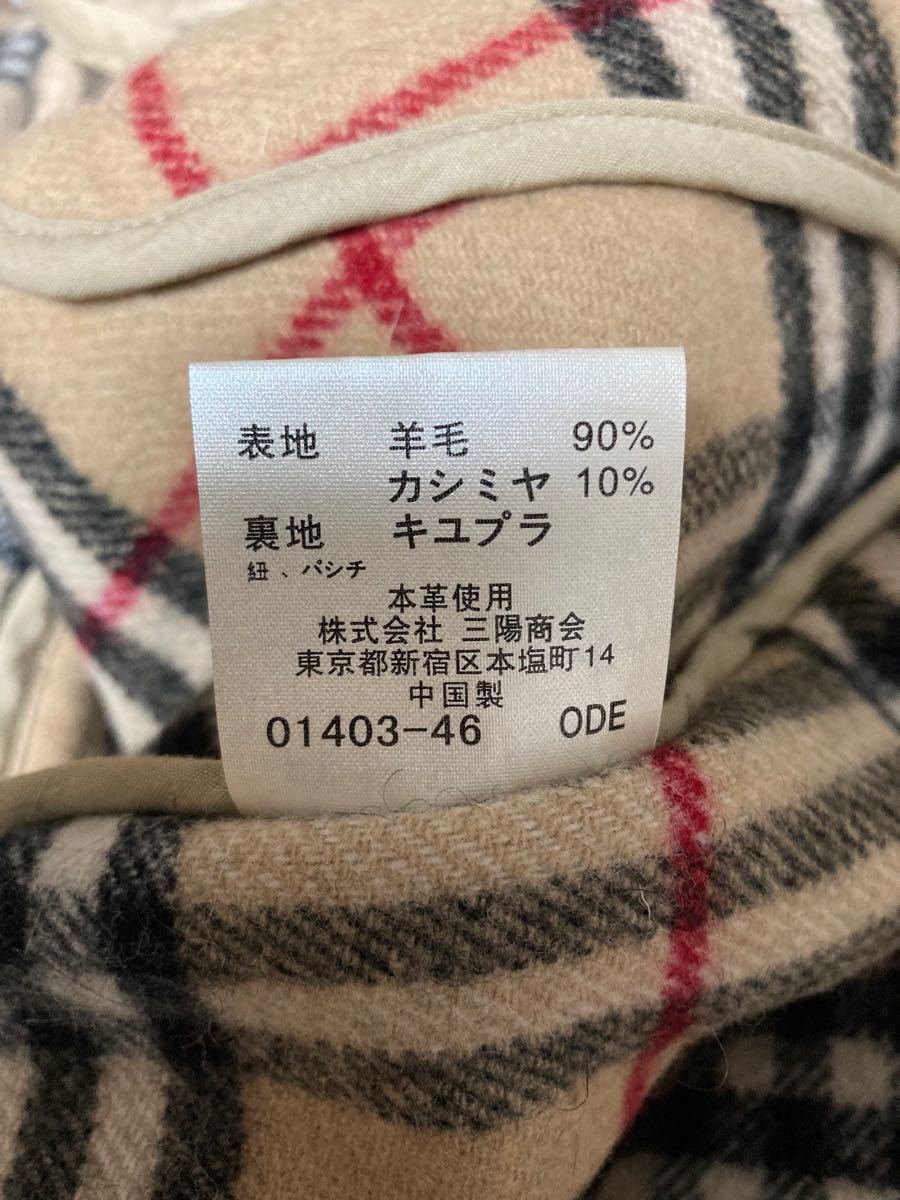 表地 羊毛 90%
カシミヤ 10%
裏地 キユプラ
紐、パシチ
本革使用
株式会社 三陽商会
東京都新宿区本塩町14
中国製
01403-46 ODE